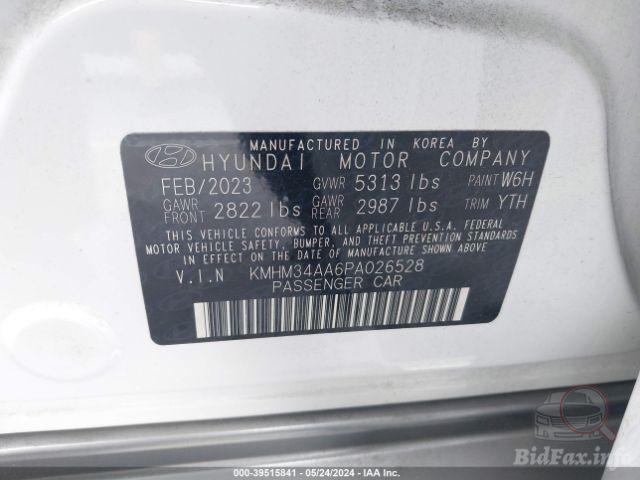 MANUFACTURED IN KOREA BY
HYUNDAI MOTOR COMPANY
FEB/2023 GVWR 5313 lbs PAINT W6H
GAWR FRONT 2822 lbs GAWR REAR 2987 lbs TRIM YTH
THIS VEHICLE CONFORMS TO ALL APPLICABLE U.S.A. FEDERAL
MOTOR VEHICLE SAFETY, BUMPER, AND THEFT PREVENTION STANDARDS
IN EFFECT ON THE DATE OF MANUFACTURE SHOWN ABOVE.
V.I.N KMHM34AA6PA026528
PASSENGER CAR
BidFax.info
000-39515841 - 05/24/2024 - IAA Inc.